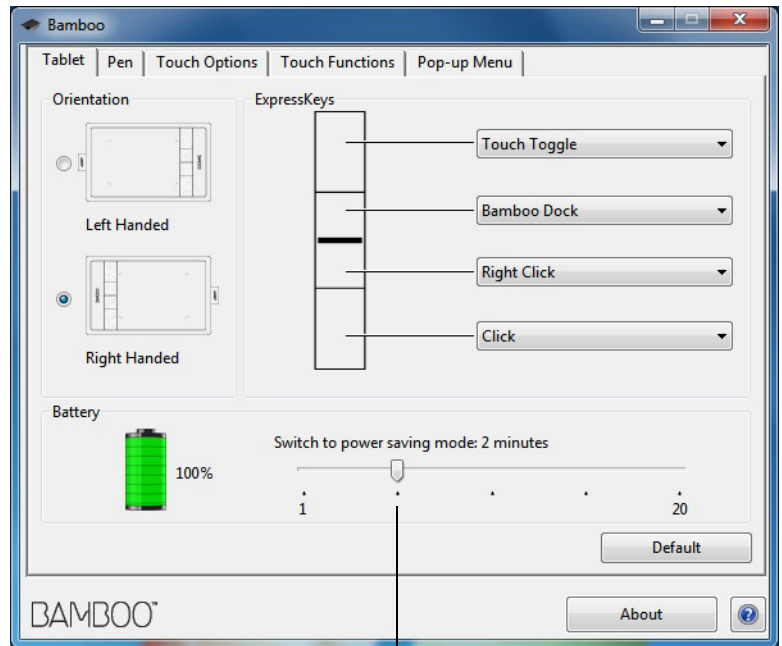 Bamboo
Tablet Pen Touch Options Touch Functions Pop-up Menu
Orientation
Left Handed
Right Handed
ExpressKeys
Touch Toggle
Bamboo Dock
Right Click
Click
Battery
100%
Switch to power saving mode: 2 minutes
1 20
Default
BAMBOO™
About
?